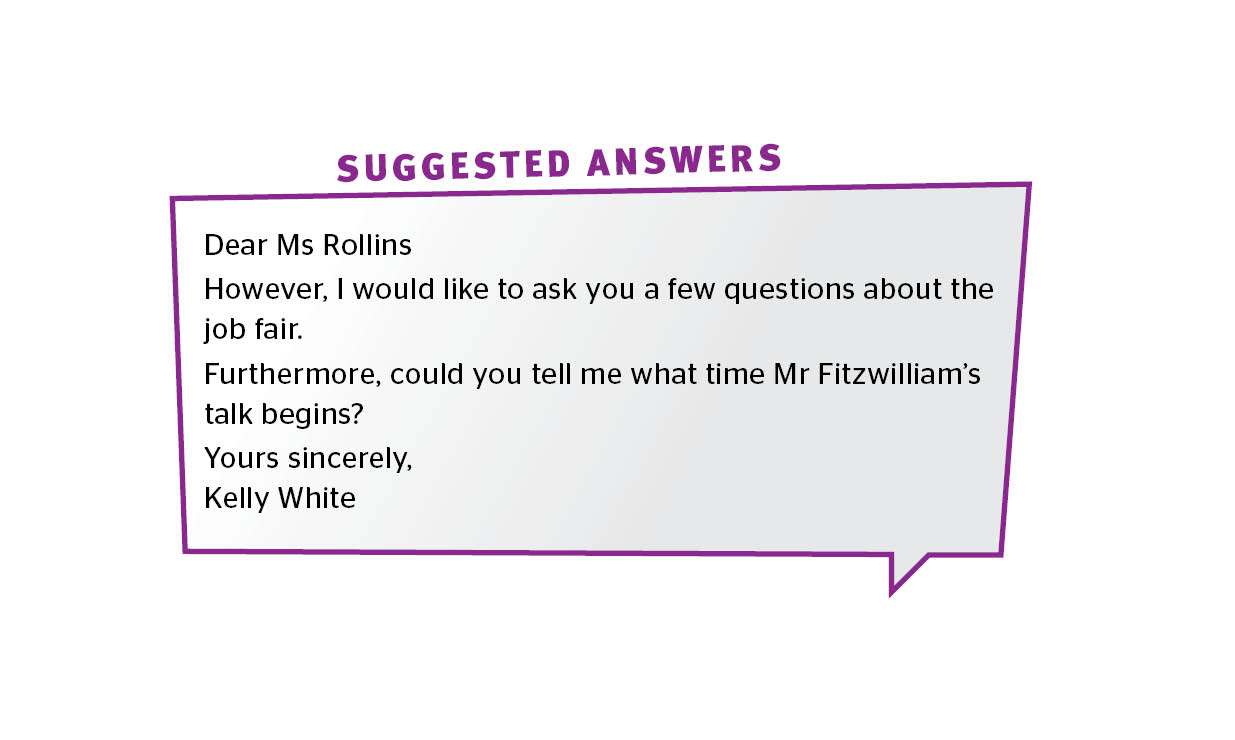 SUGGESTED ANSWERS
Dear Ms Rollins
However, I would like to ask you a few questions about the
job fair.
Furthermore, could you tell me what time Mr Fitzwilliam’s
talk begins?
Yours sincerely,
Kelly White